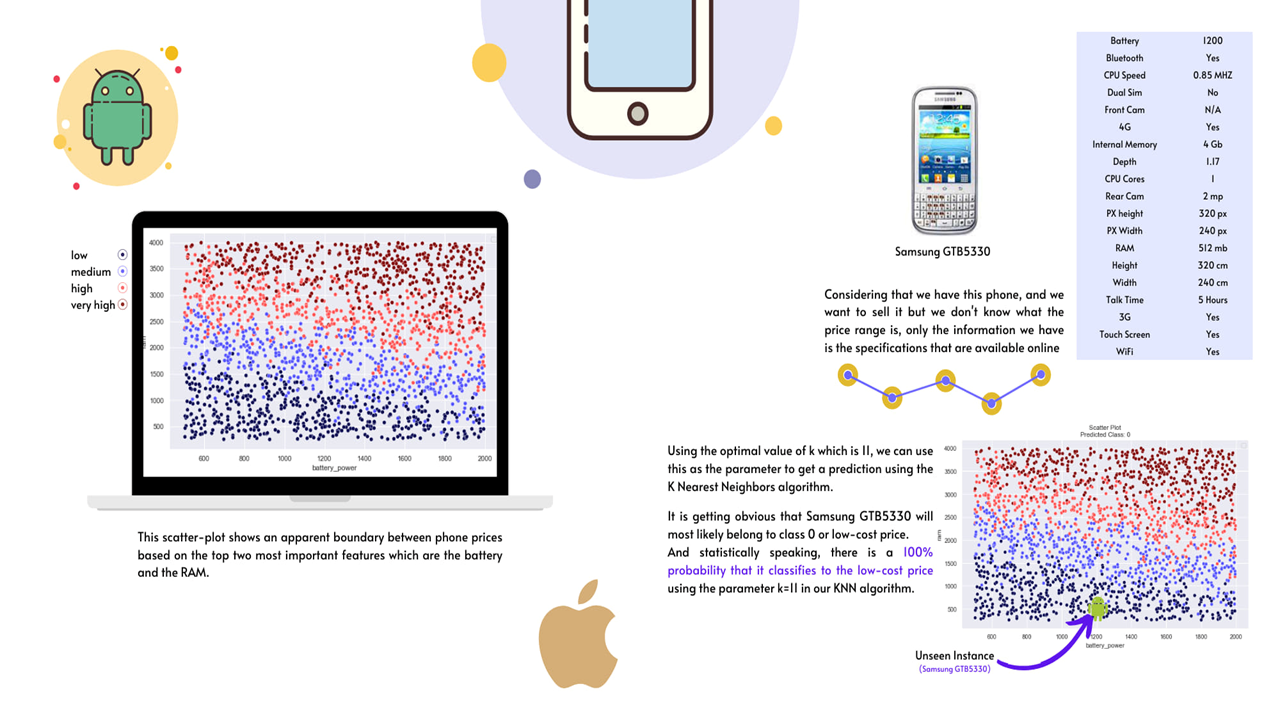 low
medium
high
very high
4000
3500
3000
2500
2000
1500
1000
500
ram
600
800
1000
1200
1400
1600
1800
2000
battery_power
This scatter-plot shows an apparent boundary between phone prices
based on the top two most important features which are the battery
and the RAM.
SAMSUNG
Samsung GTB5330
Battery 1200
Bluetooth Yes
CPU Speed 0.85 MHZ
Dual Sim No
Front Cam N/A
4G Yes
Internal Memory 4 Gb
Depth 1.17
CPU Cores 1
Rear Cam 2 mp
PX height 320 px
PX Width 240 px
RAM 512 mb
Height 320 cm
Width 240 cm
Talk Time 5 Hours
3G Yes
Touch Screen Yes
WiFi Yes
Considering that we have this phone, and we
want to sell it but we don't know what the
price range is, only the information we have
is the specifications that are available online
Using the optimal value of k which is 11, we can use
this as the parameter to get a prediction using the
K Nearest Neighbors algorithm.
It is getting obvious that Samsung GTB5330 will
most likely belong to class 0 or low-cost price.
And statistically speaking, there is a 100%
probability that it classifies to the low-cost price
using the parameter k=11 in our KNN algorithm.
Scatter Plot
Predicted Class: 0
4000
3500
3000
2500
2000
1500
1000
500
ram
600
800
1000
1200
1400
1600
1800
2000
battery_power
Unseen Instance
(Samsung GTB5330)